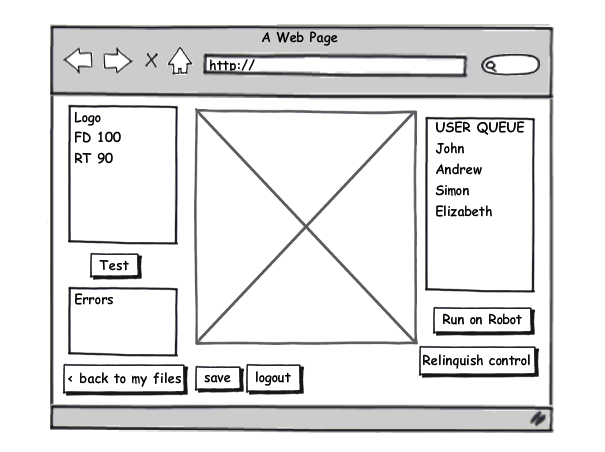 A Web Page
http://
Logo
FD 100
RT 90
Test
Errors
USER QUEUE
John
Andrew
Simon
Elizabeth
Run on Robot
Relinquish control
< back to my files
save
logout